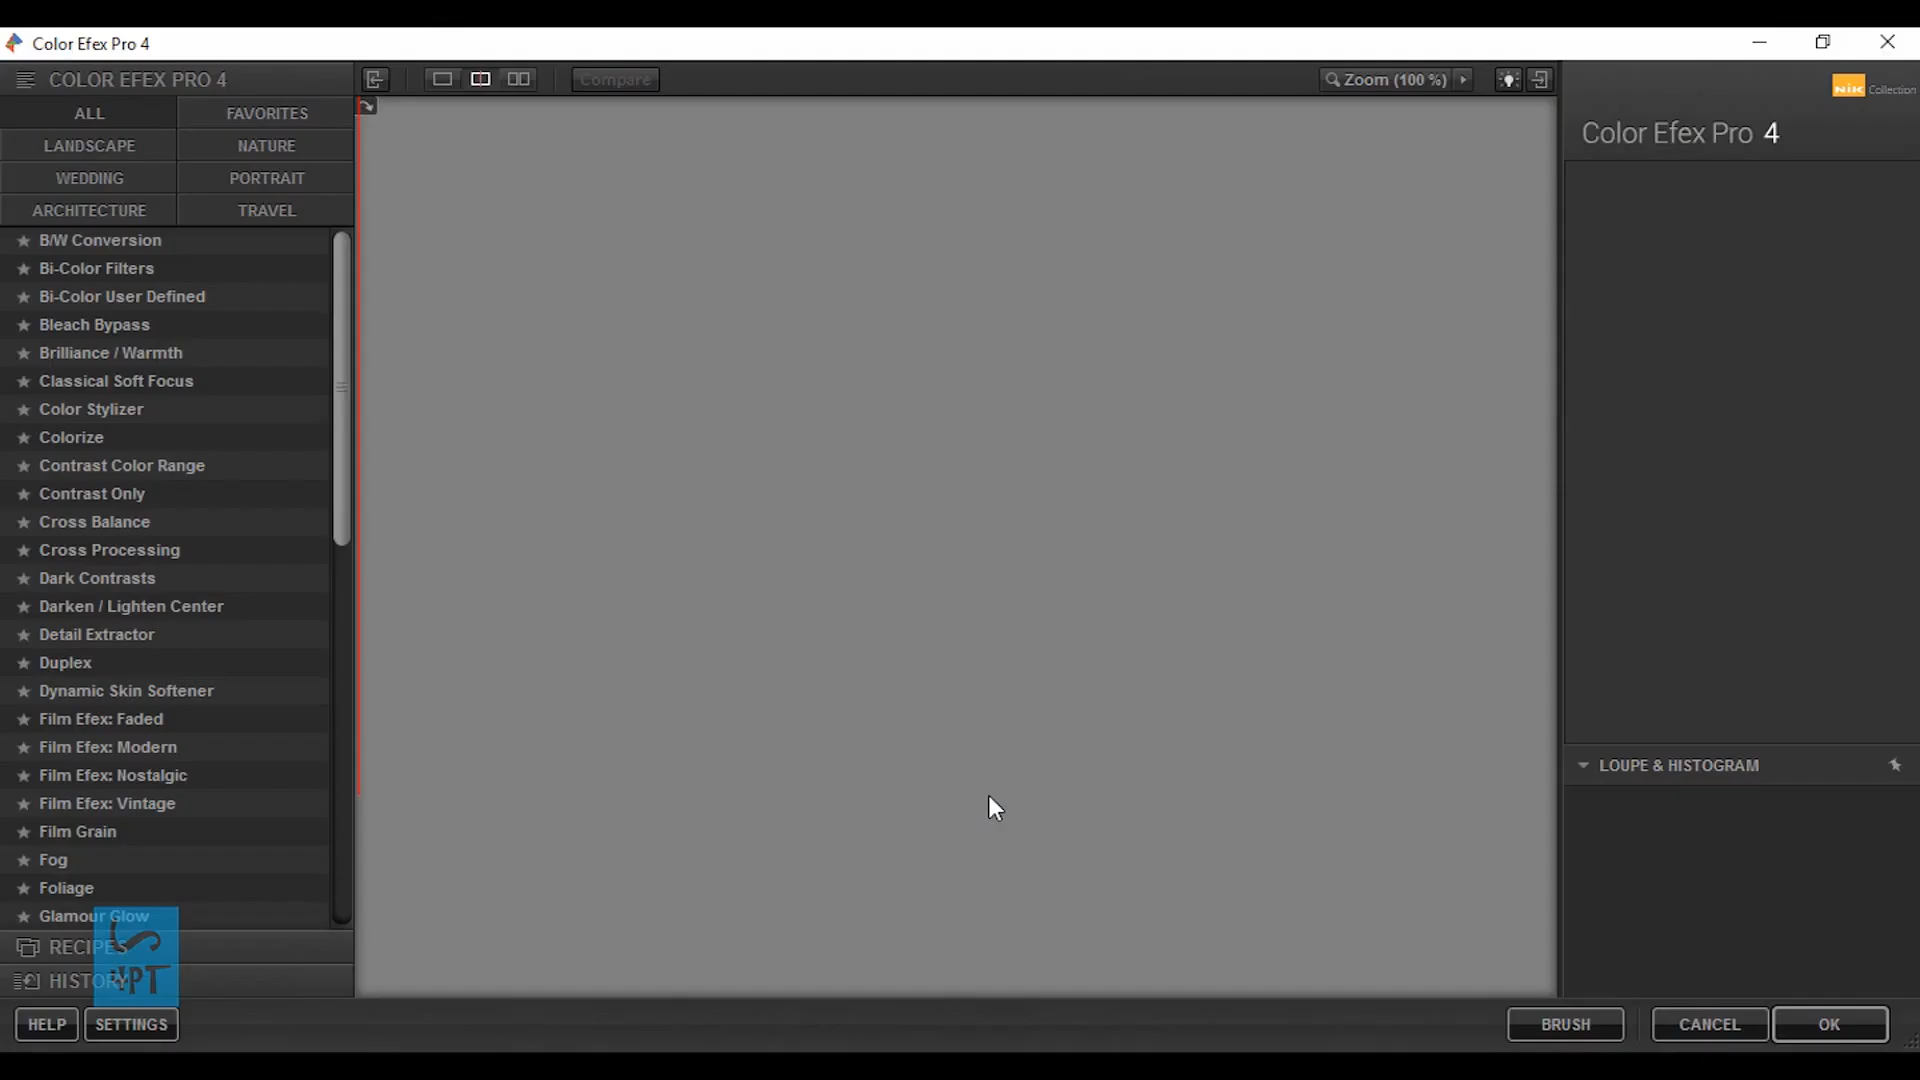 Color Efex Pro 4
COLOR EFEX PRO 4
Compare
Zoom (100 %)
ALL
FAVORITES
LANDSCAPE
NATURE
WEDDING
PORTRAIT
ARCHITECTURE
TRAVEL
B/W Conversion
Bi-Color Filters
Bi-Color User Defined
Bleach Bypass
Brilliance / Warmth
Classical Soft Focus
Color Stylizer
Colorize
Contrast Color Range
Contrast Only
Cross Balance
Cross Processing
Dark Contrasts
Darken / Lighten Center
Detail Extractor
Duplex
Dynamic Skin Softener
Film Efex: Faded
Film Efex: Modern
Film Efex: Nostalgic
Film Efex: Vintage
Film Grain
Fog
Foliage
Glamour Glow
RECIPES
HISTORY
HELP
SETTINGS
Nik Collection
Color Efex Pro 4
LOUPE & HISTOGRAM
BRUSH
CANCEL
OK